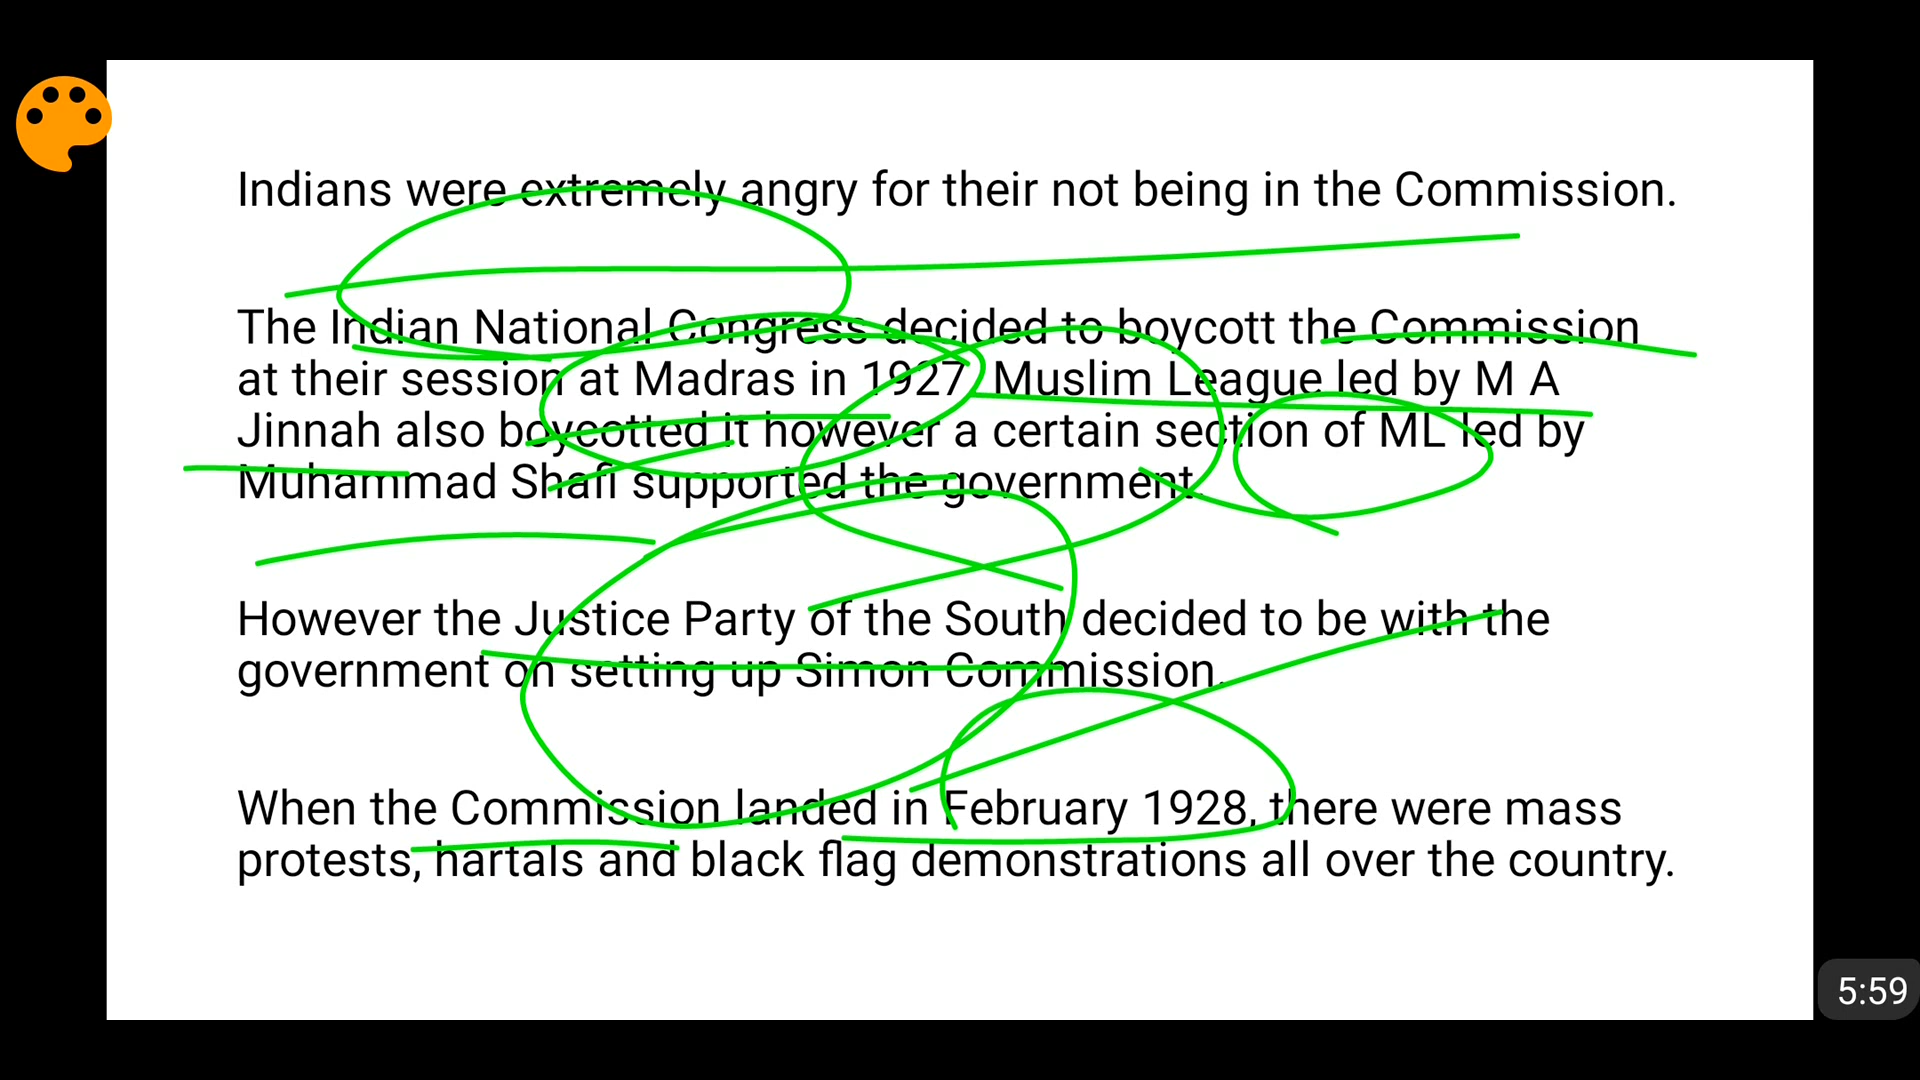 Indians were extremely angry for their not being in the Commission.
The Indian National Congress decided to boycott the Commission
at their session at Madras in 1927. Muslim League led by M A
Jinnah also boycotted it however a certain section of ML led by
Muhammad Shafi supported the government.
However the Justice Party of the South decided to be with the
government on setting up Simon Commission.
When the Commission landed in February 1928, there were mass
protests, hartals and black flag demonstrations all over the country.
5:59